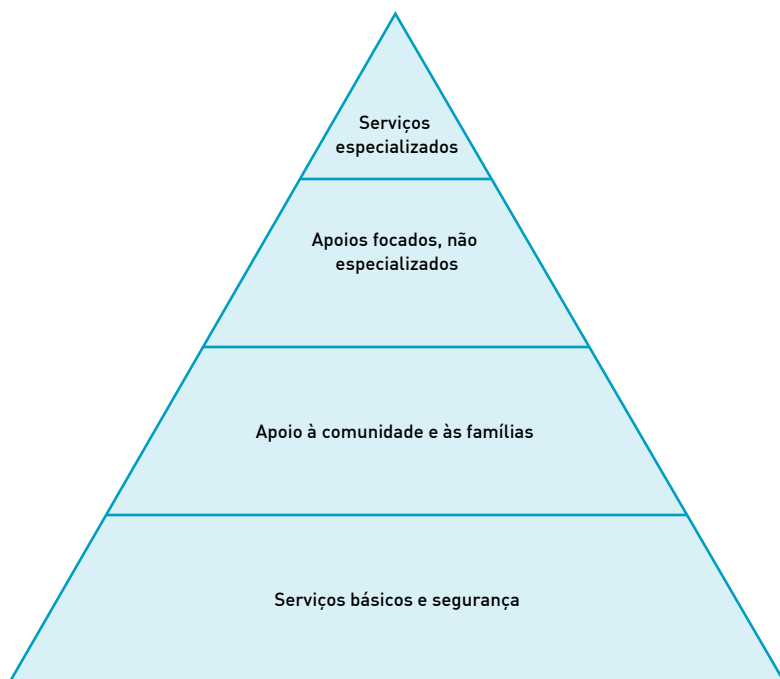 Serviços
especializados
Apoios focados, não
especializados
Apoio à comunidade e às famílias
Serviços básicos e segurança